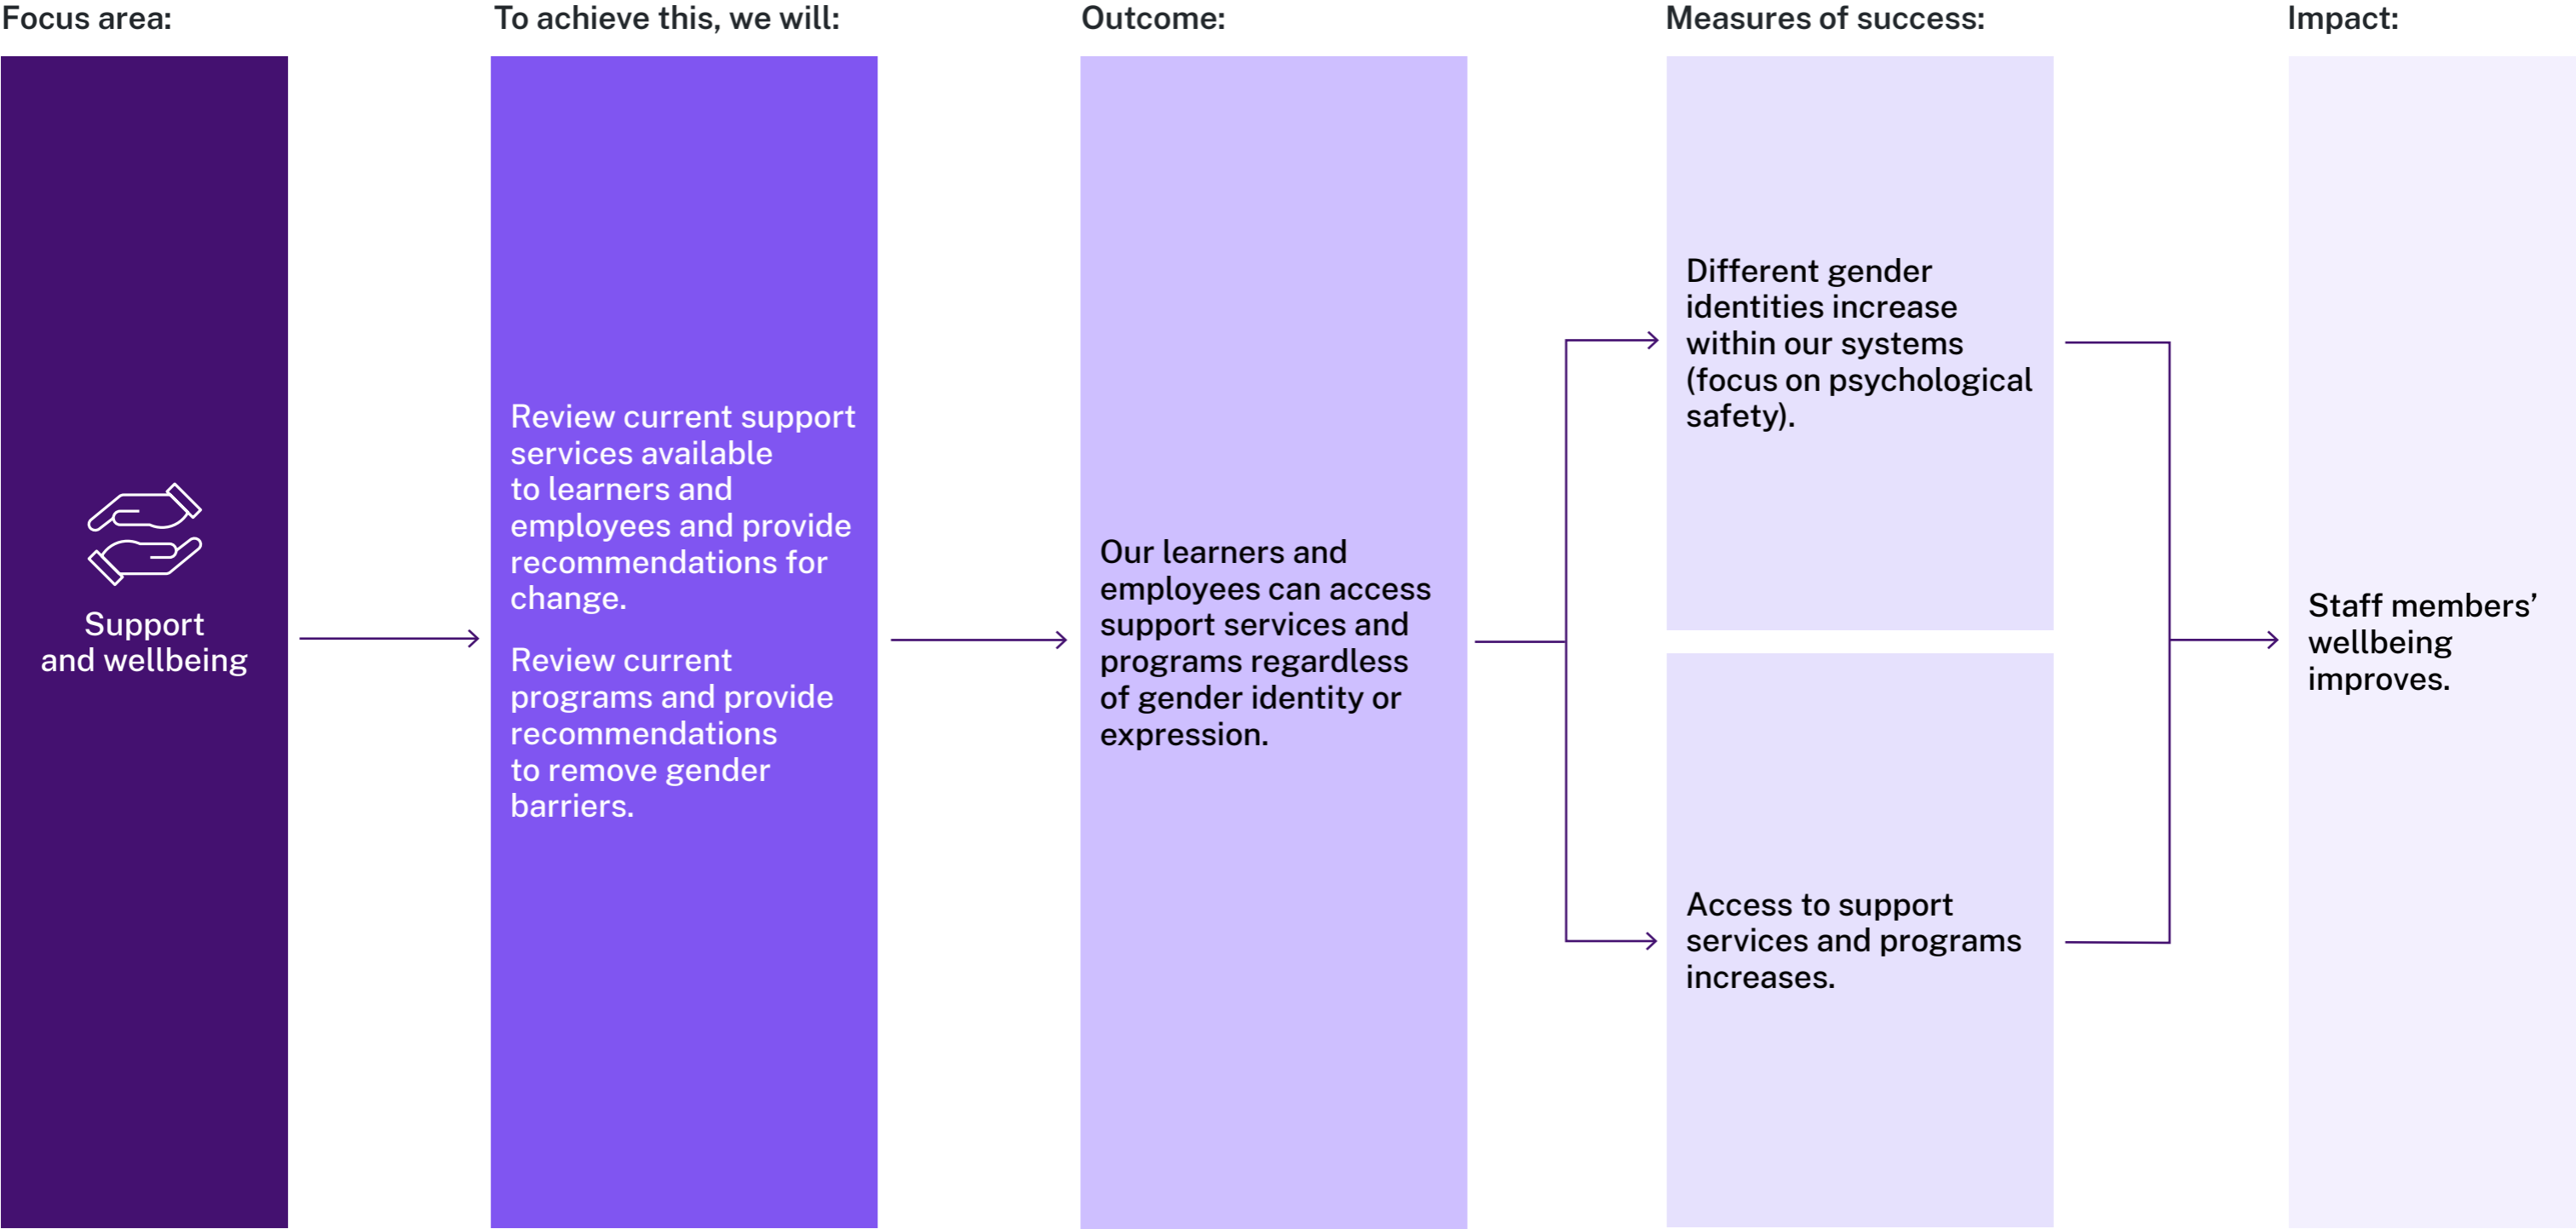 Focus area:
To achieve this, we will:
Outcome:
Measures of success:
Impact:
Support
and wellbeing
Review current support
services available
to learners and
employees and provide
recommendations for
change.
Review current
programs and provide
recommendations
to remove gender
barriers.
Our learners and
employees can access
support services and
programs regardless
of gender identity or
expression.
Different gender
identities increase
within our systems
(focus on psychological
safety).
Access to support
services and programs
increases.
Staff members’
wellbeing
improves.